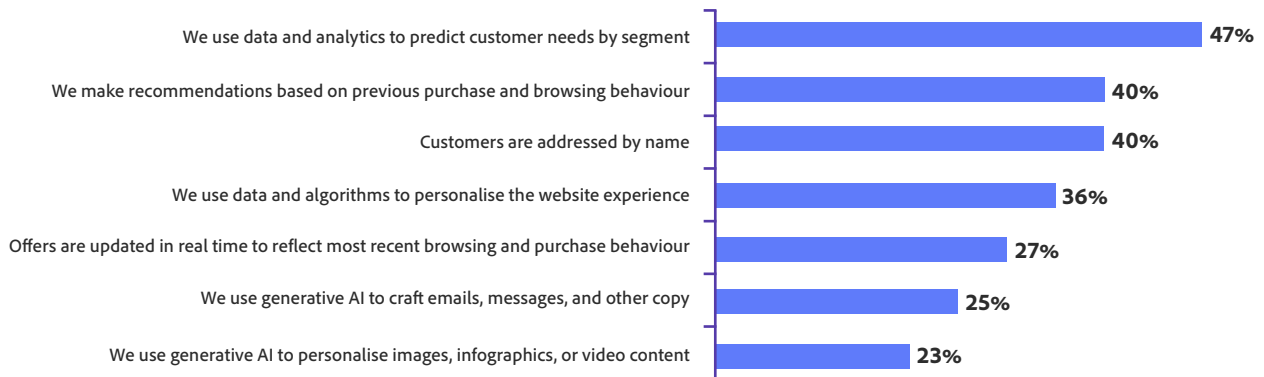 We use data and analytics to predict customer needs by segment 47%
We make recommendations based on previous purchase and browsing behaviour 40%
Customers are addressed by name 40%
We use data and algorithms to personalise the website experience 36%
Offers are updated in real time to reflect most recent browsing and purchase behaviour 27%
We use generative AI to craft emails, messages, and other copy 25%
We use generative AI to personalise images, infographics, or video content 23%